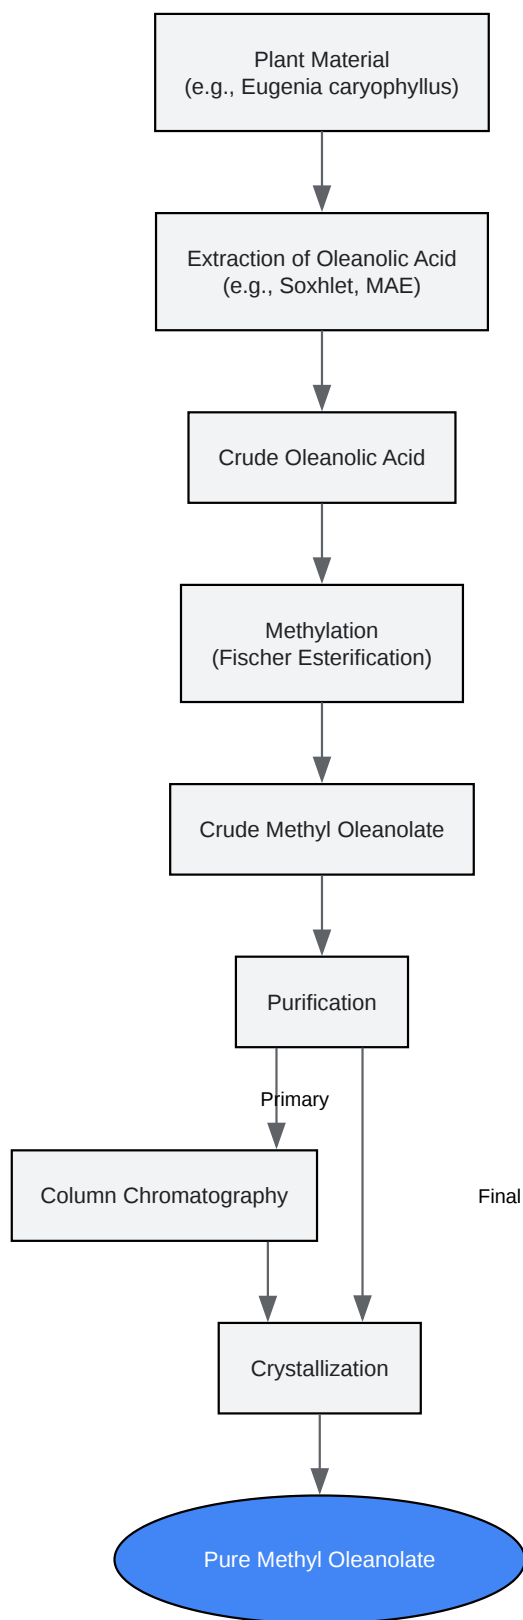 Plant Material
(e.g., Eugenia caryophyllus)
Extraction of Oleanolic Acid
(e.g., Soxhlet, MAE)
Crude Oleanolic Acid
Methylation
(Fischer Esterification)
Crude Methyl Oleanolate
Purification
Primary
Column Chromatography
Final
Crystallization
Pure Methyl Oleanolate